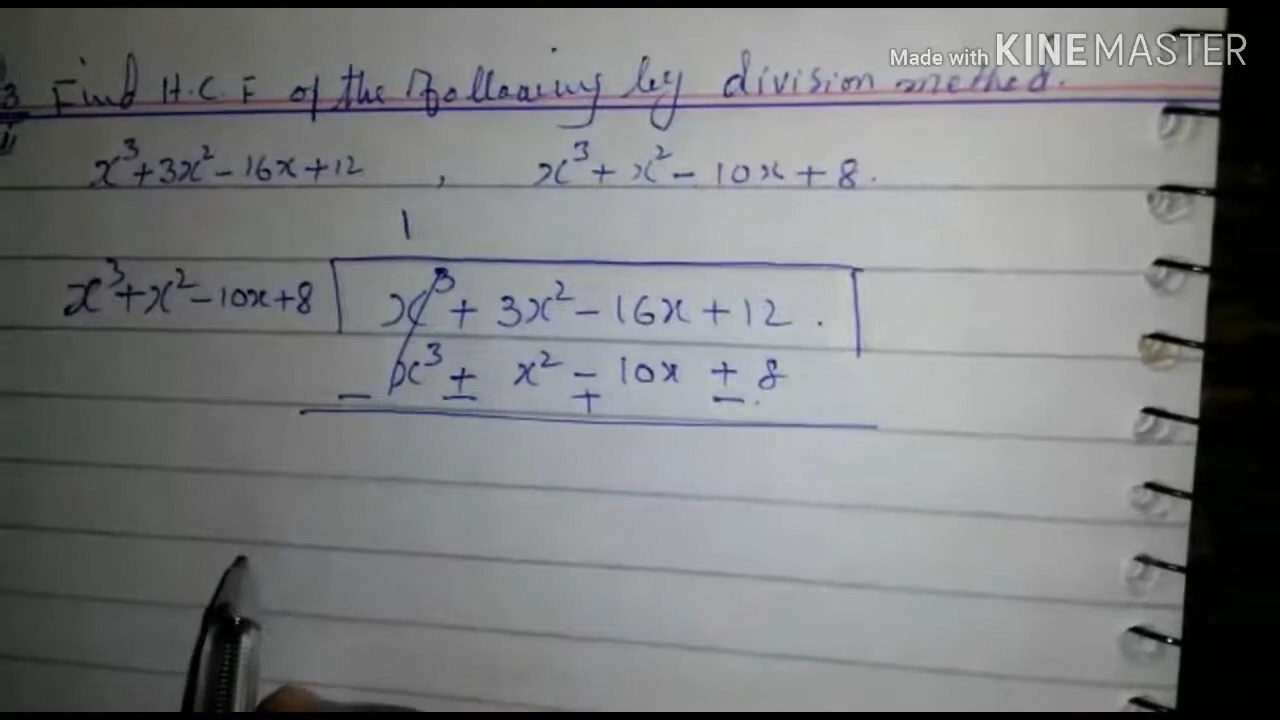 Made with KINEMASTER
3 Find H.C.F of the following by division method.
x³+3x²-16x+12 , x³+x²-10x+8.
1
x³+x²-10x+8 x³+3x²-16x+12.
x³+x²-10x+8
- - + -.